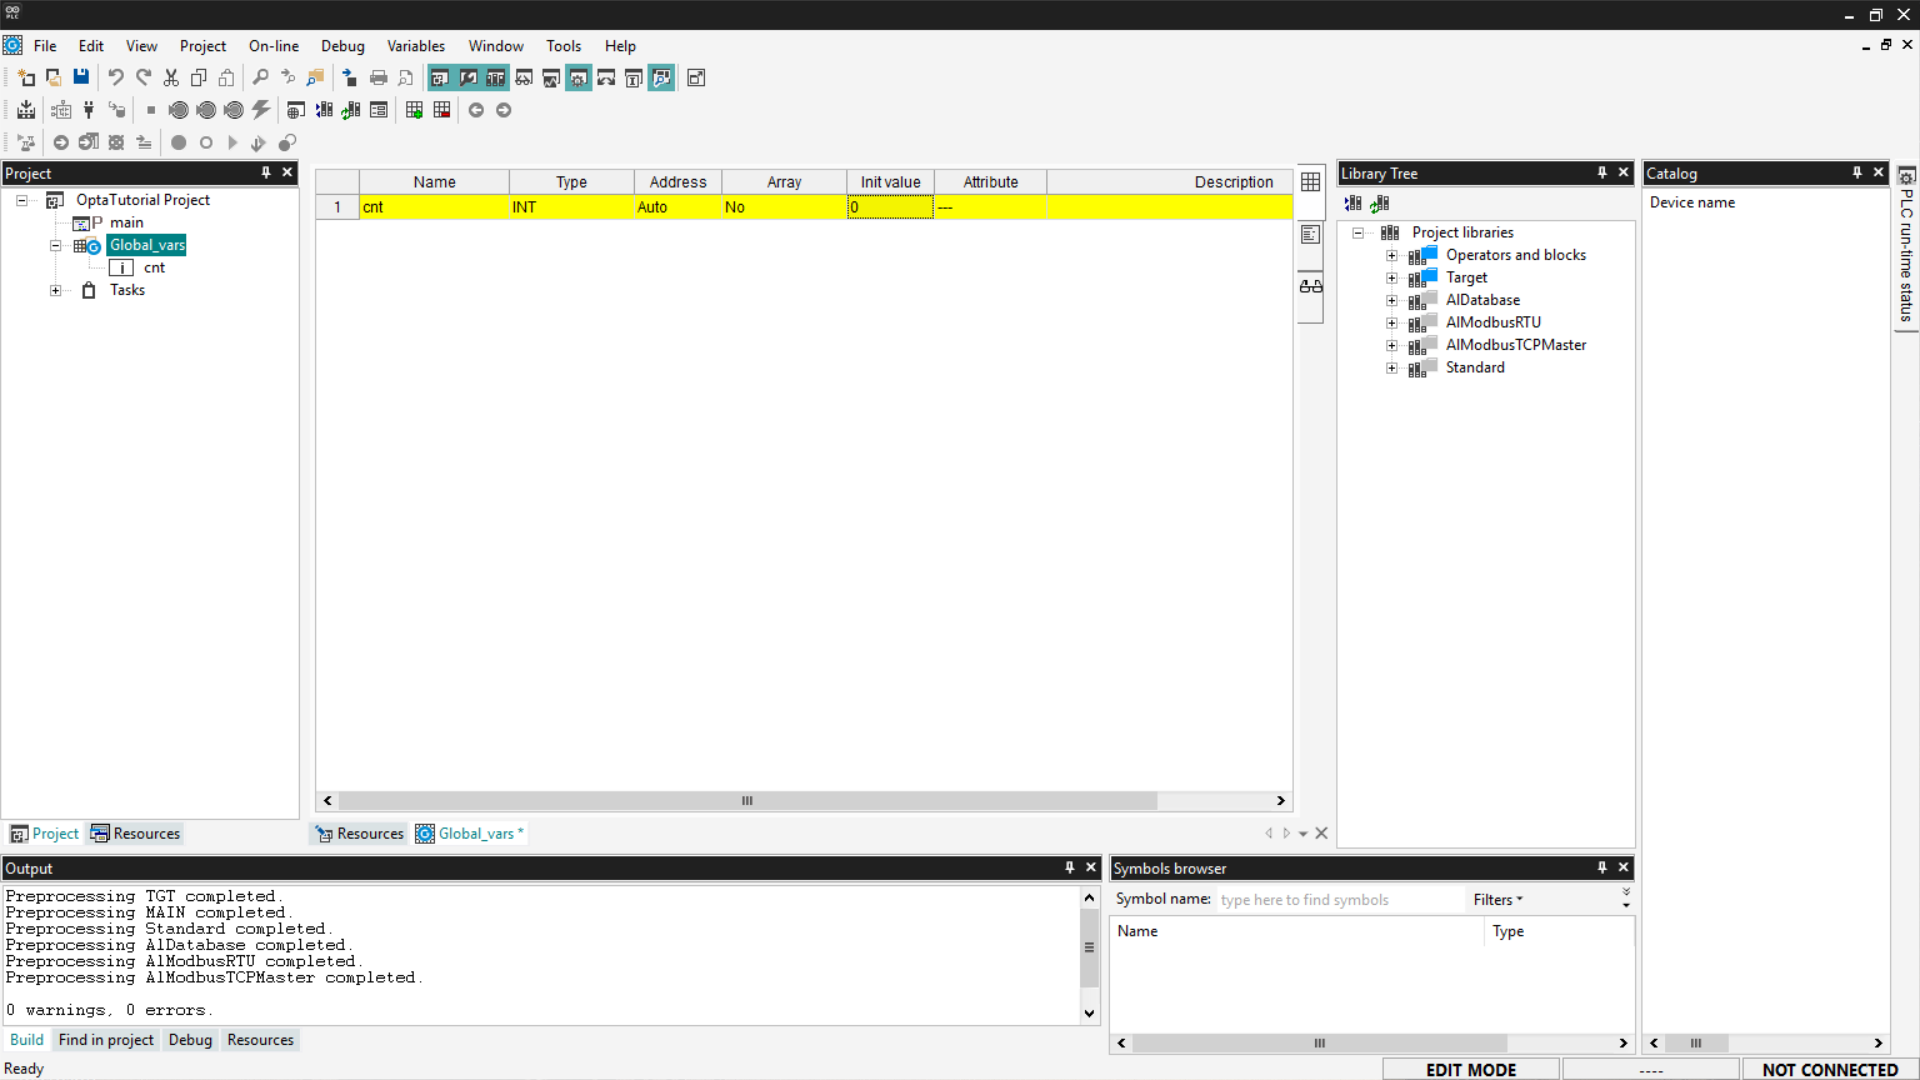 PLC
File Edit View Project On-line Debug Variables Window Tools Help
Project
OptaTutorial Project
main
Global_vars
cnt
Tasks
Project Resources
Name Type Address Array Init value Attribute Description
1 cnt INT Auto No 0 ---
Resources Global_vars *
Library Tree
Project libraries
Operators and blocks
Target
AlDatabase
AlModbusRTU
AlModbusTCPMaster
Standard
Catalog
Device name
PLC run-time status
Output
Preprocessing TGT completed.
Preprocessing MAIN completed.
Preprocessing Standard completed.
Preprocessing AlDatabase completed.
Preprocessing AlModbusRTU completed.
Preprocessing AlModbusTCPMaster completed.
0 warnings, 0 errors.
Build Find in project Debug Resources
Symbols browser
Symbol name: type here to find symbols Filters
Name Type
Ready EDIT MODE ---- NOT CONNECTED